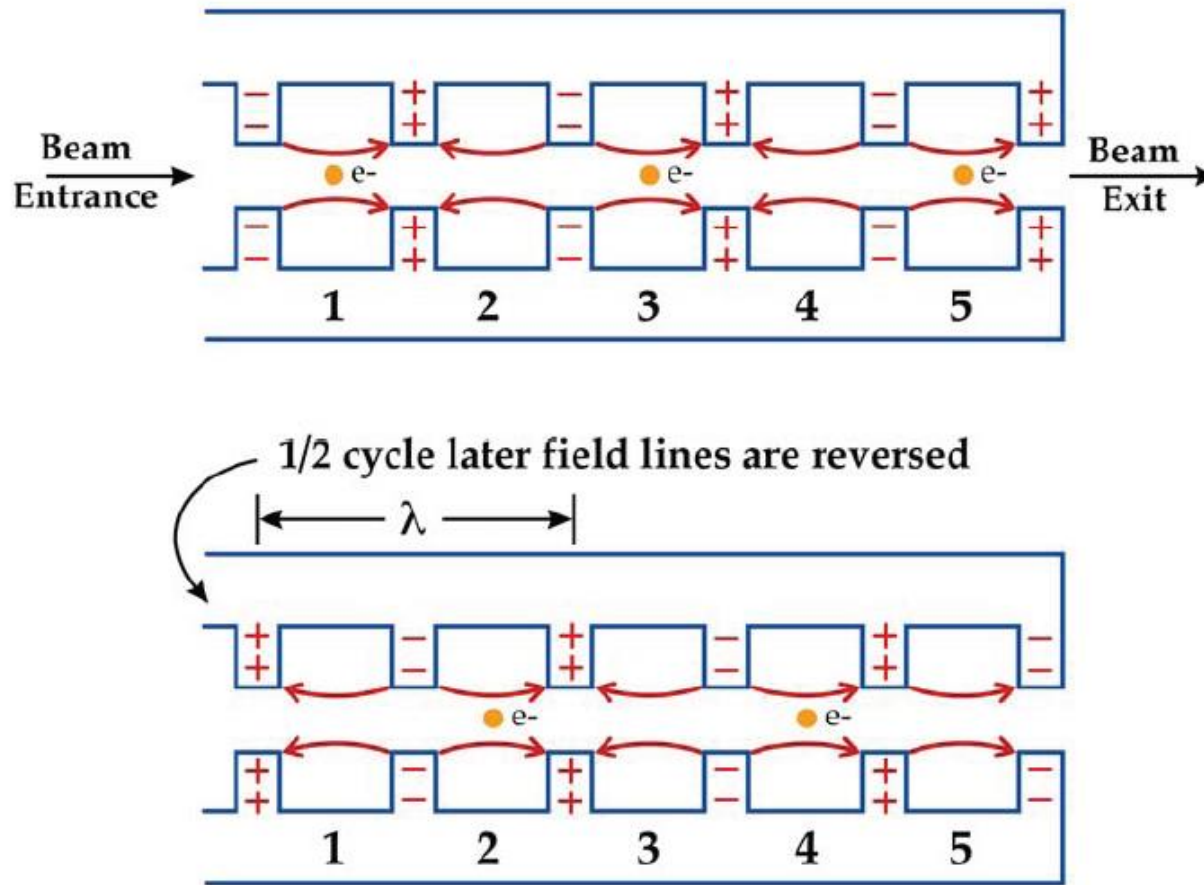 − + − + − +
− + − + − +
Beam
Entrance
e- e- e-
Beam
Exit
− + − + − +
− + − + − +
1 2 3 4 5
1/2 cycle later field lines are reversed
λ
+ − + − + −
+ − + − + −
e- e-
+ − + − + −
+ − + − + −
1 2 3 4 5